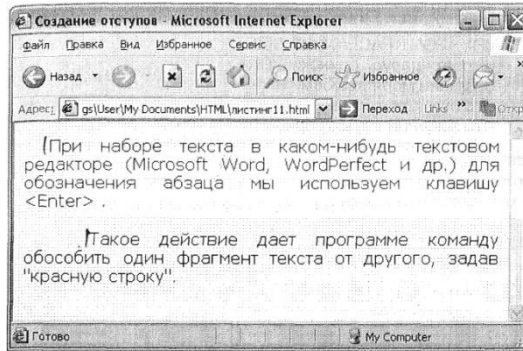 Создание отступов - Microsoft Internet Explorer
Файл Правка Вид Избранное Сервис Справка
Назад Поиск Избранное
Адрес: gs\User\My Documents\HTML\листинг11.html Переход Links »
При наборе текста в каком-нибудь текстовом
редакторе (Microsoft Word, WordPerfect и др.) для
обозначения абзаца мы используем клавишу
<Enter> .
Такое действие дает программе команду
обособить один фрагмент текста от другого, задав
"красную строку".
Готово My Computer